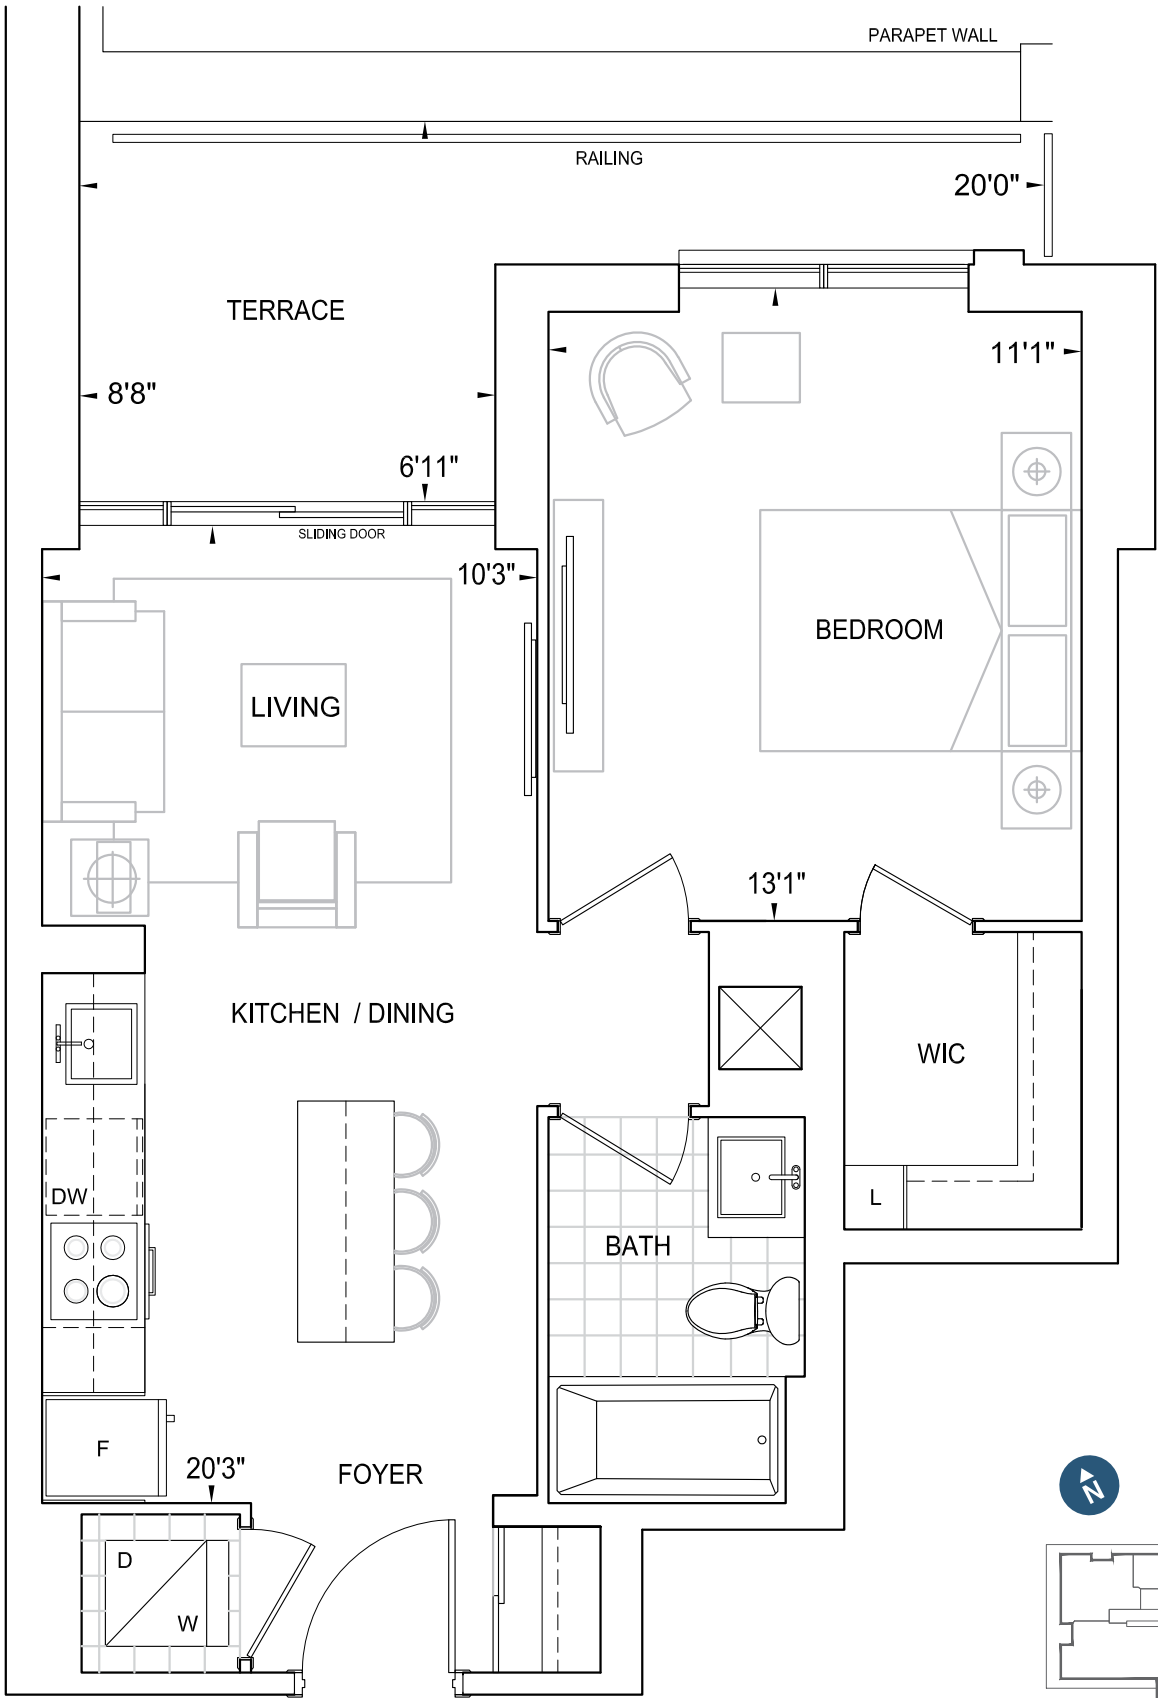 PARAPET WALL
RAILING
20'0"
TERRACE
11'1"
8'8"
6'11"
SLIDING DOOR
10'3"
BEDROOM
LIVING
13'1"
KITCHEN / DINING
WIC
DW
L
BATH
F
20'3"
FOYER
N
D
W